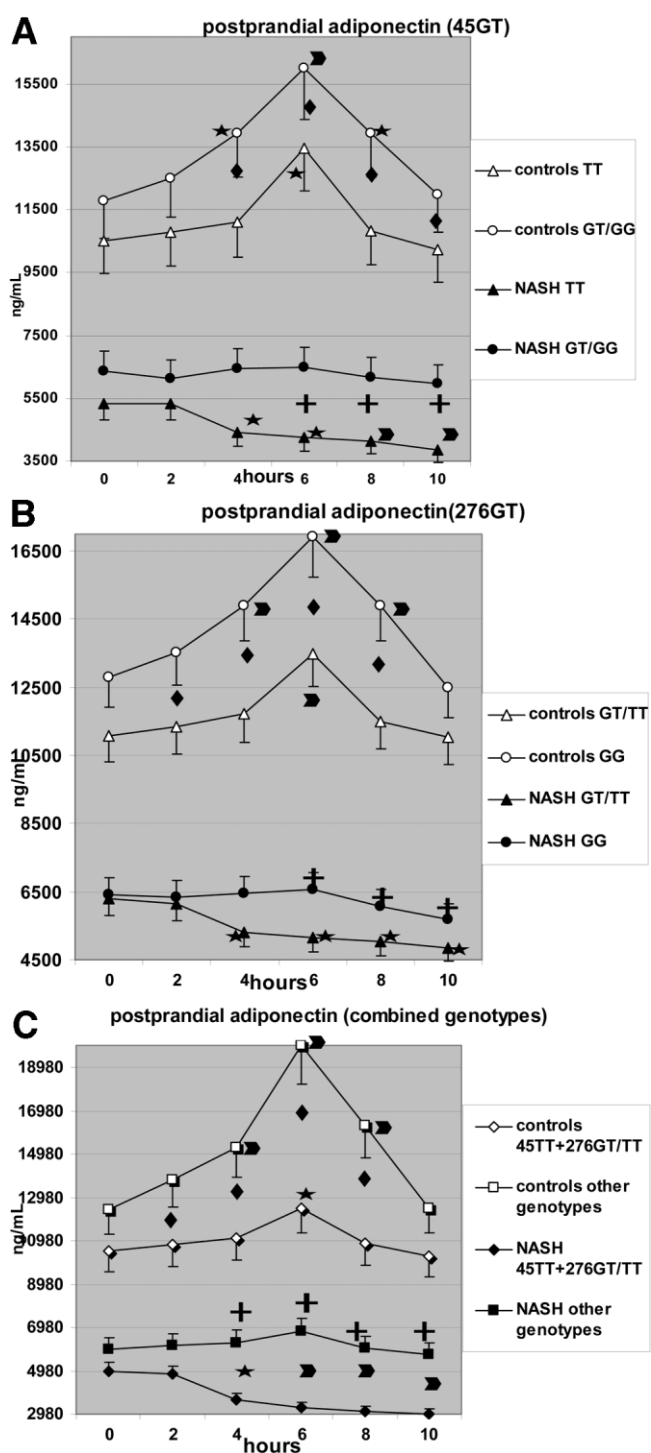 A
postprandial adiponectin (45GT)
15500
13500
11500
9500
7500
5500
3500
ng/mL
0 2 4 6 8 10
hours
controls TT
controls GT/GG
NASH TT
NASH GT/GG
B
postprandial adiponectin(276GT)
16500
14500
12500
10500
8500
6500
4500
ng/mL
0 2 4 6 8 10
hours
controls GT/TT
controls GG
NASH GT/TT
NASH GG
C
postprandial adiponectin (combined genotypes)
18980
16980
14980
12980
10980
8980
6980
4980
2980
ng/mL
0 2 4 6 8 10
hours
controls
45TT+276GT/TT
controls other
genotypes
NASH
45TT+276GT/TT
NASH other
genotypes